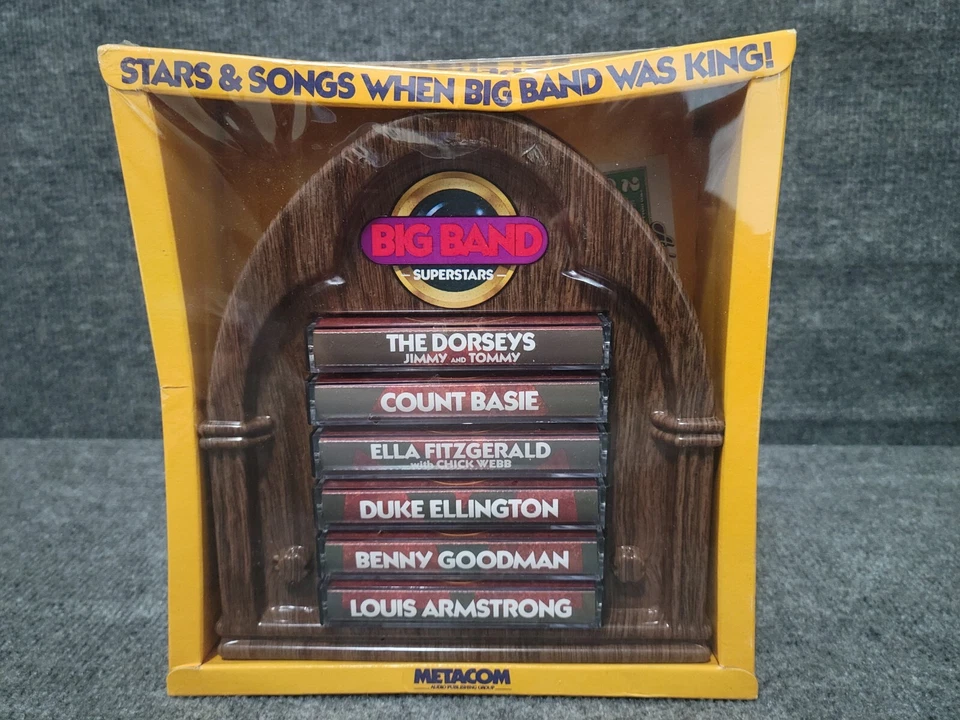 STARS & SONGS WHEN BIG BAND WAS KING!
BIG BAND
SUPERSTARS
THE DORSEYS
JIMMY AND TOMMY
COUNT BASIE
ELLA FITZGERALD
with CHICK WEBB
DUKE ELLINGTON
BENNY GOODMAN
LOUIS ARMSTRONG
METACOM
AUDIO PUBLISHING GROUP